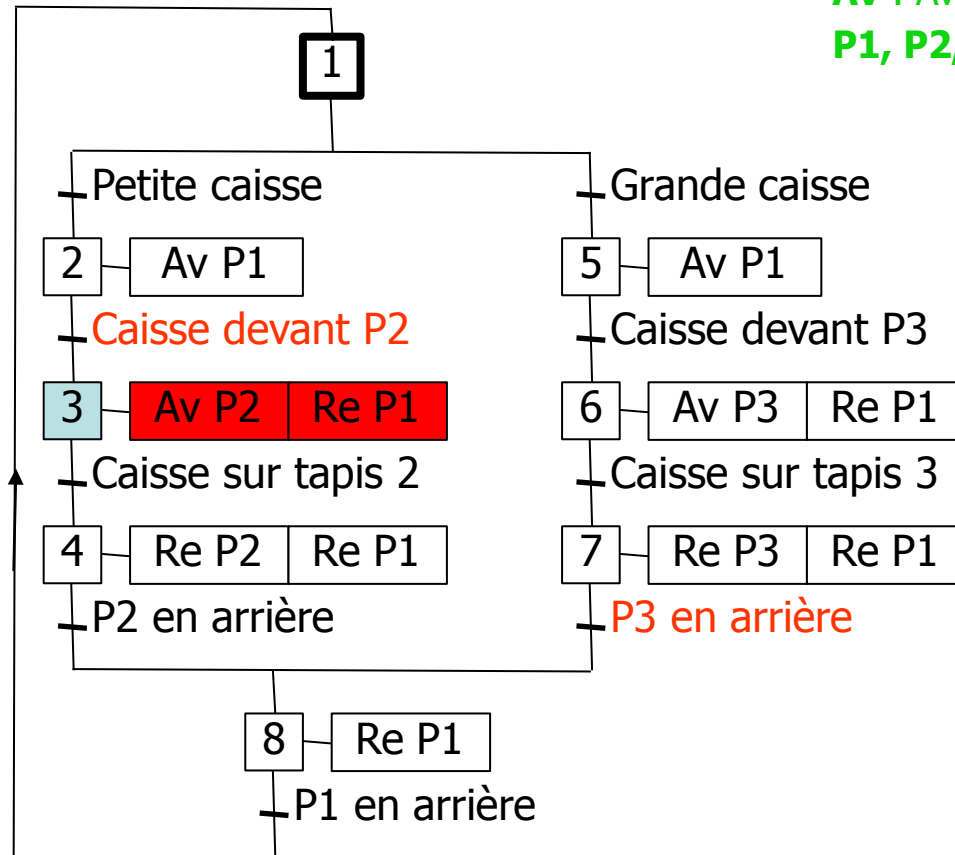 P1, P2,
1
Petite caisse
Grande caisse
2 Av P1
5 Av P1
Caisse devant P2
Caisse devant P3
3 Av P2 Re P1
6 Av P3 Re P1
Caisse sur tapis 2
Caisse sur tapis 3
4 Re P2 Re P1
7 Re P3 Re P1
P2 en arrière
P3 en arrière
8 Re P1
P1 en arrière